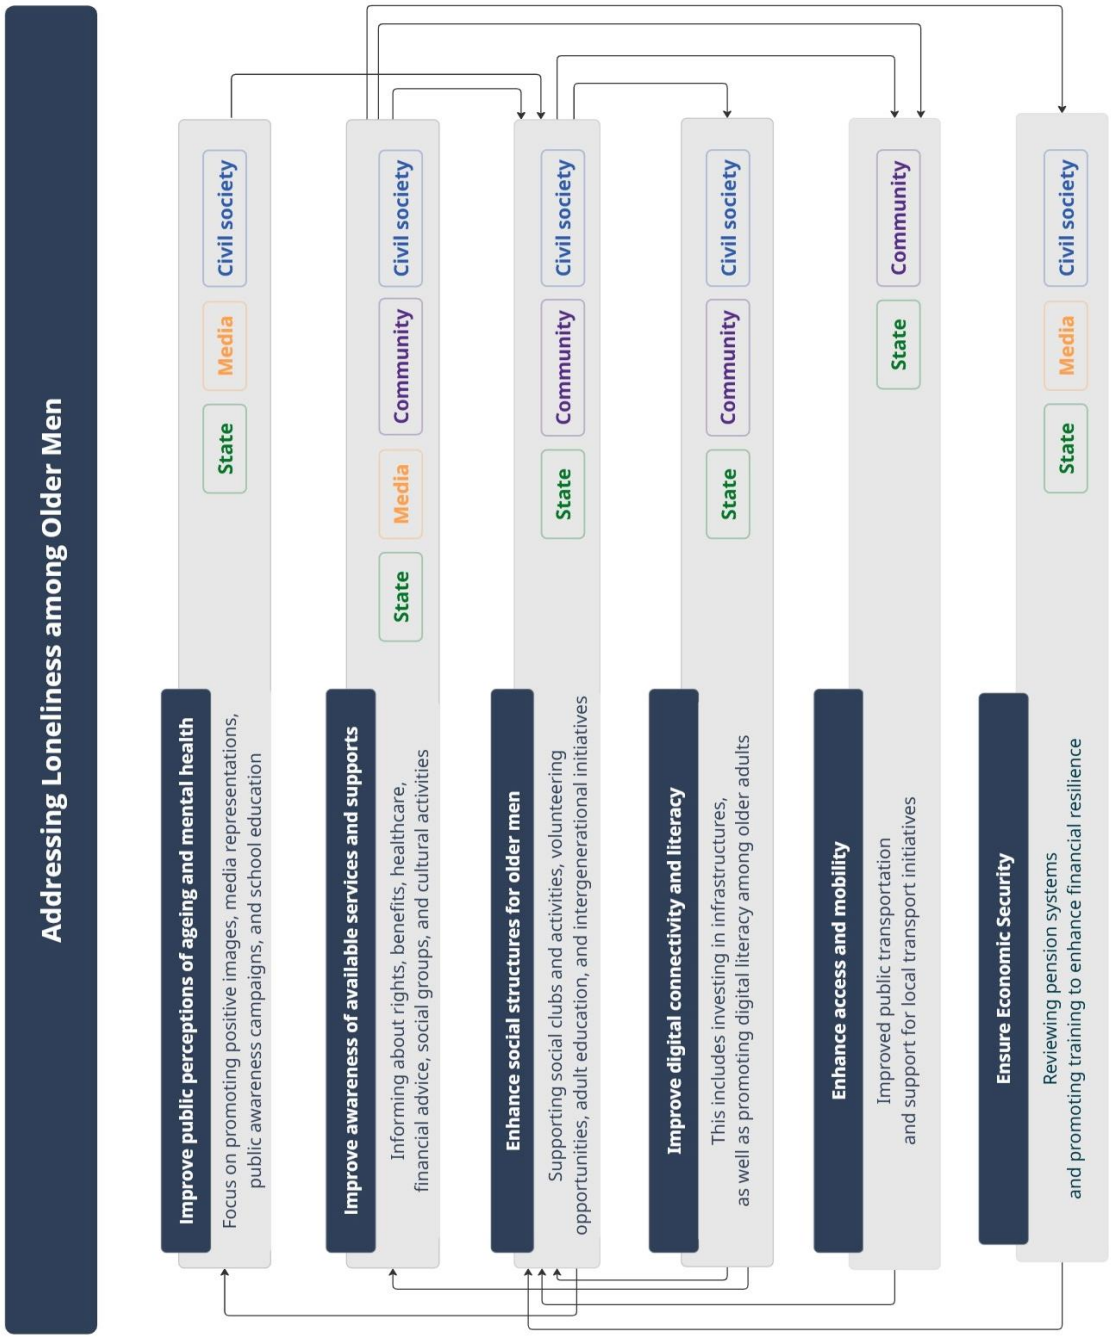 Addressing Loneliness among Older Men
Improve public perceptions of ageing and mental health
Focus on promoting positive images, media representations,
public awareness campaigns, and school education
State
Media
Civil society
Improve awareness of available services and supports
Informing about rights, benefits, healthcare,
financial advice, social groups, and cultural activities
State
Media
Community
Civil society
Enhance social structures for older men
Supporting social clubs and activities, volunteering
opportunities, adult education, and intergenerational initiatives
State
Community
Civil society
Improve digital connectivity and literacy
This includes investing in infrastructures,
as well as promoting digital literacy among older adults
State
Community
Civil society
Enhance access and mobility
Improved public transportation
and support for local transport initiatives
State
Community
Ensure Economic Security
Reviewing pension systems
and promoting training to enhance financial resilience
State
Media
Civil society